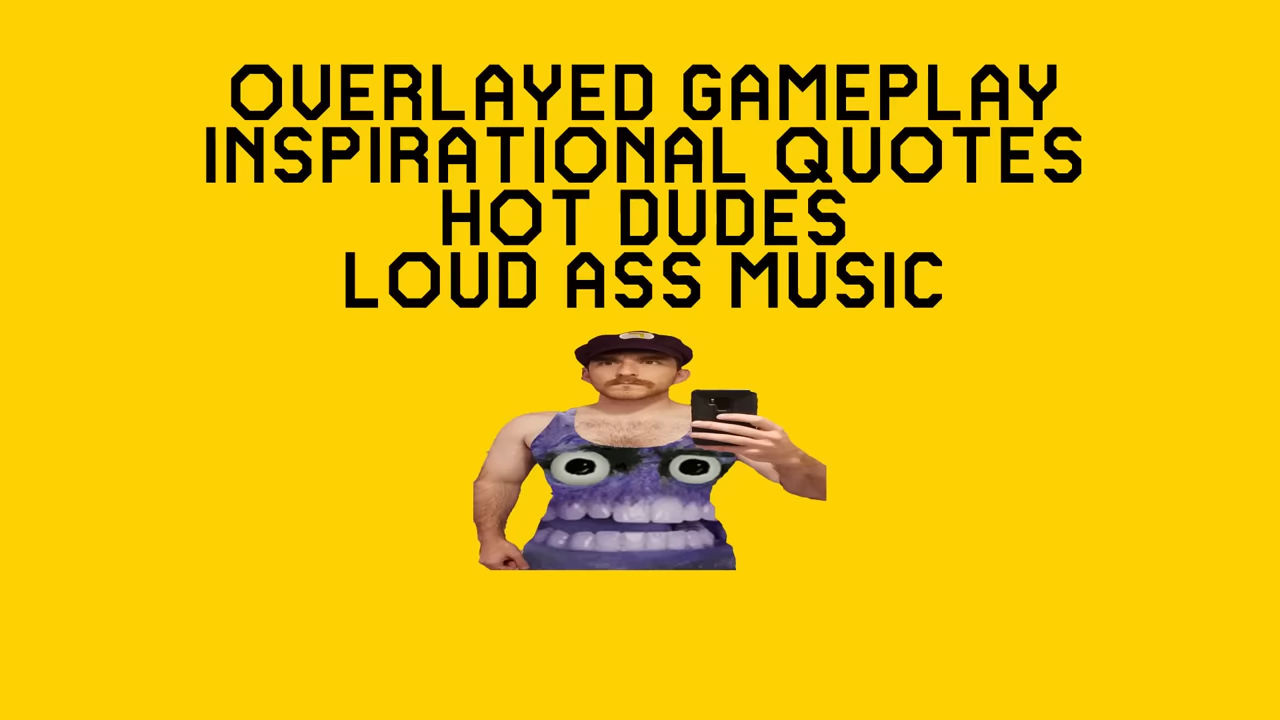 OVERLAYED GAMEPLAY
INSPIRATIONAL QUOTES
HOT DUDES
LOUD ASS MUSIC